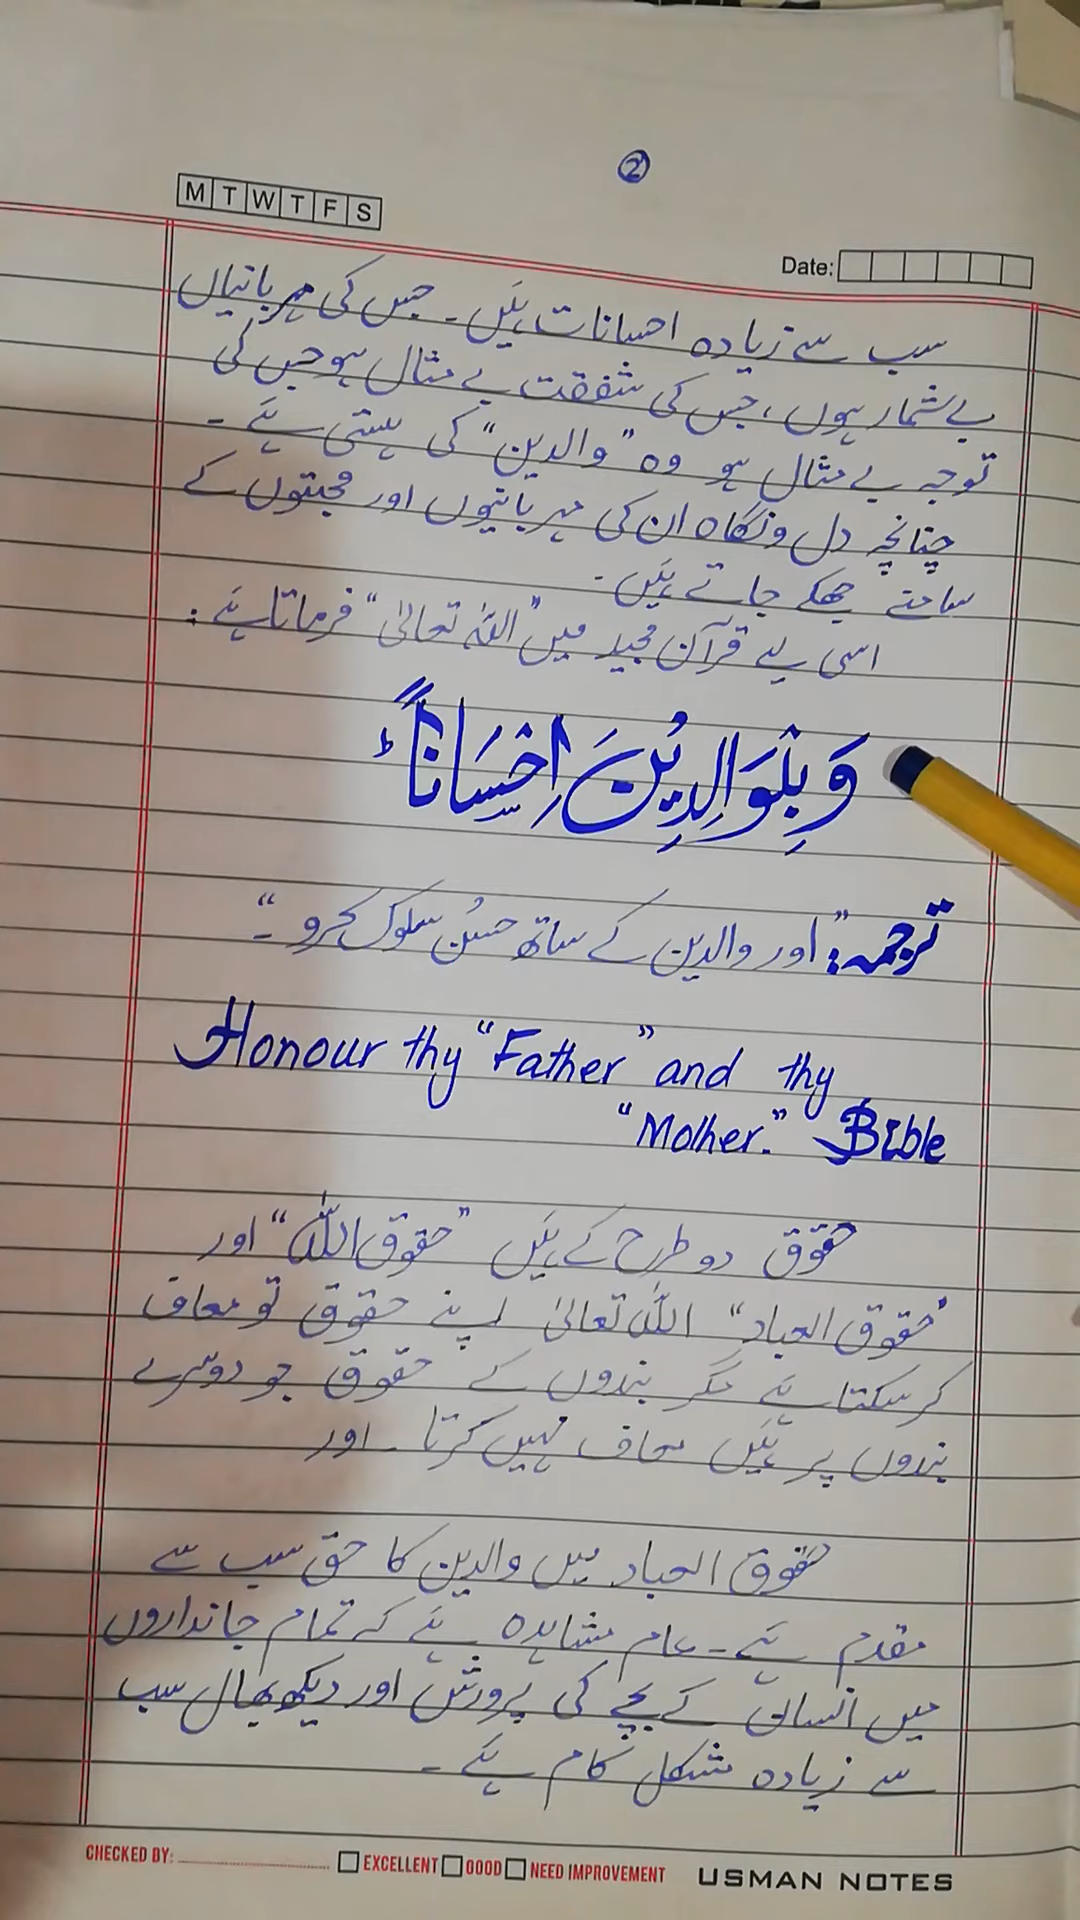 ②
M T W T F S
Date:
سب سے زیادہ احسانات ہیں۔ جس کی مہربانیاں
بے شمار ہوں، جس کی شفقت بے مثال ہو جس کی
توجہ بے مثال ہو وہ "والدین" کی ہستی ہے۔
چنانچہ دل و نگاہ ان کی مہربانیوں اور محبتوں کے
سامنے جھکے جاتے ہیں۔
اسی لیے قرآن مجید میں "اللہ تعالیٰ" فرماتا ہے:
وَبِلْوَالِدِیْنَ اِحْسَانًا
ترجمہ: "اور والدین کے ساتھ حسُن سلوک کرو۔"
Honour thy "Father" and thy
"Mother." Bible
حقوق دو طرح کے ہیں "حقوق اللہ" اور
"حقوق العباد" اللہ تعالیٰ اپنے حقوق تو معاف
کر سکتا ہے مگر بندوں کے حقوق جو دوسرے
بندوں پر ہیں معاف نہیں کرتا۔ اور
حقوق العباد میں والدین کا حق سب سے
مقدم ہے۔ عام مشاہدہ ہے کہ تمام جانداروں
میں انسانی کے بچے کی پرورش اور دیکھ بھال سب
سے زیادہ مشکل کام ہے۔
CHECKED BY: EXCELLENT GOOD NEED IMPROVEMENT USMAN NOTES